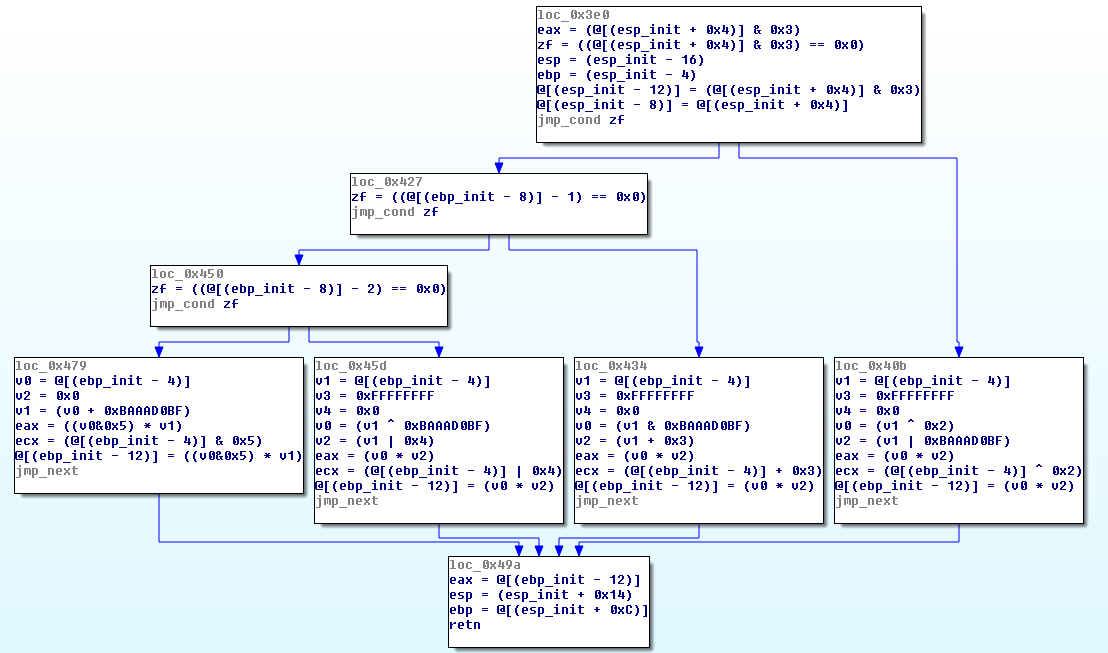 loc_0x3e0
eax = (@[(esp_init + 0x4)] & 0x3)
zf = ((@[(esp_init + 0x4)] & 0x3) == 0x0)
esp = (esp_init - 16)
ebp = (esp_init - 4)
@[(esp_init - 12)] = (@[(esp_init + 0x4)] & 0x3)
@[(esp_init - 8)] = @[(esp_init + 0x4)]
jmp_cond zf
loc_0x427
zf = ((@[(ebp_init - 8)] - 1) == 0x0)
jmp_cond zf
loc_0x450
zf = ((@[(ebp_init - 8)] - 2) == 0x0)
jmp_cond zf
loc_0x479
v0 = @[(ebp_init - 4)]
v2 = 0x0
v1 = (v0 + 0xBAAAD0BF)
eax = ((v0&0x5) * v1)
ecx = (@[(ebp_init - 4)] & 0x5)
@[(ebp_init - 12)] = ((v0&0x5) * v1)
jmp_next
loc_0x45d
v1 = @[(ebp_init - 4)]
v3 = 0xFFFFFFFF
v4 = 0x0
v0 = (v1 ^ 0xBAAAD0BF)
v2 = (v1 | 0x4)
eax = (v0 * v2)
ecx = (@[(ebp_init - 4)] | 0x4)
@[(ebp_init - 12)] = (v0 * v2)
jmp_next
loc_0x434
v1 = @[(ebp_init - 4)]
v3 = 0xFFFFFFFF
v4 = 0x0
v0 = (v1 & 0xBAAAD0BF)
v2 = (v1 + 0x3)
eax = (v0 * v2)
ecx = (@[(ebp_init - 4)] + 0x3)
@[(ebp_init - 12)] = (v0 * v2)
jmp_next
loc_0x40b
v1 = @[(ebp_init - 4)]
v3 = 0xFFFFFFFF
v4 = 0x0
v0 = (v1 ^ 0x2)
v2 = (v1 | 0xBAAAD0BF)
eax = (v0 * v2)
ecx = (@[(ebp_init - 4)] ^ 0x2)
@[(ebp_init - 12)] = (v0 * v2)
jmp_next
loc_0x49a
eax = @[(ebp_init - 12)]
esp = (esp_init + 0x14)
ebp = @[(esp_init + 0xC)]
retn